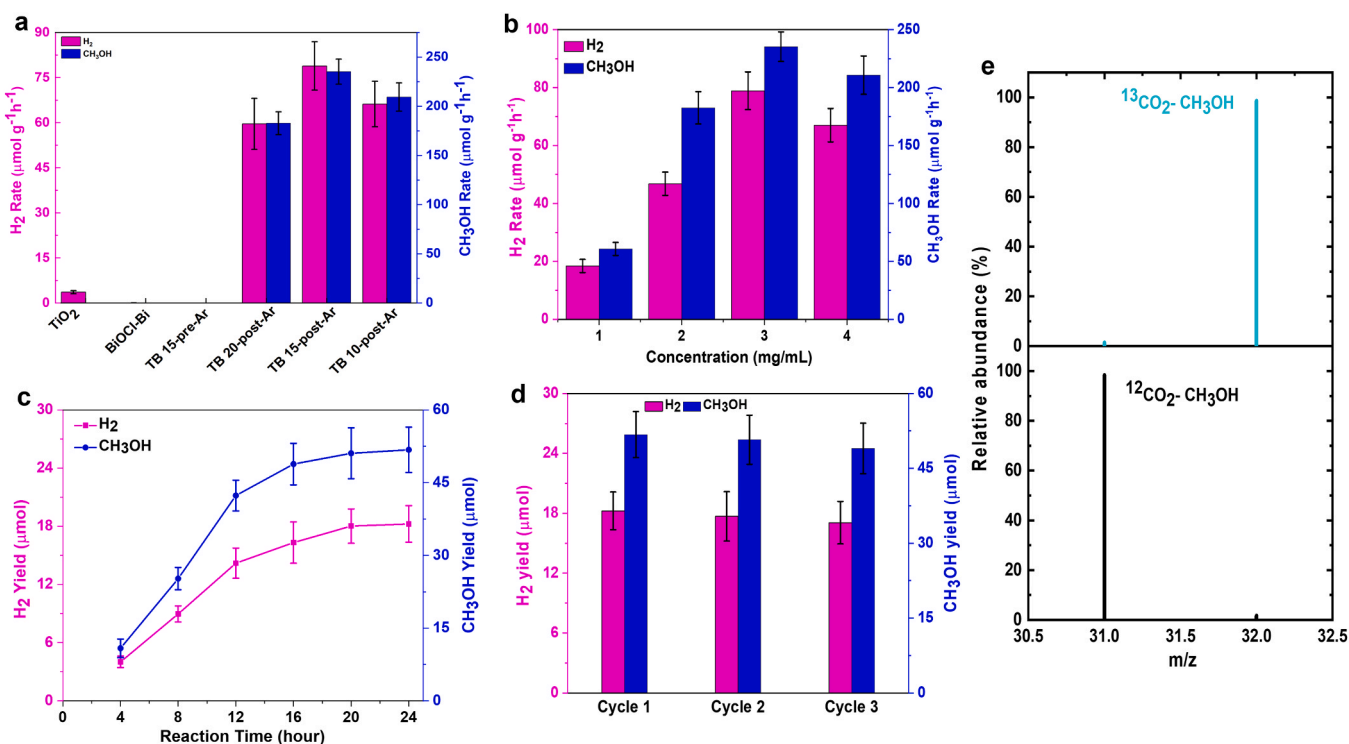 a
H2 Rate (μmol g-1h-1)
90
75
60
45
30
15
0
H2
CH3OH
250
200
150
100
50
0
CH3OH Rate (μmol g-1h-1)
TiO2
BiOCl-Bi
TB 15-pre-Ar
TB 20-post-Ar
TB 15-post-Ar
TB 10-post-Ar
b
H2 Rate (μmol g-1h-1)
100
80
60
40
20
0
H2
CH3OH
250
200
150
100
50
0
CH3OH Rate (μmol g-1h-1)
1 2 3 4
Concentration (mg/mL)
c
H2 Yield (μmol)
30
24
18
12
6
0
H2
CH3OH
60
45
30
15
0
CH3OH Yield (μmol)
0 4 8 12 16 20 24
Reaction Time (hour)
d
H2 yield (μmol)
30
24
18
12
6
0
H2 CH3OH
60
45
30
15
0
CH3OH yield (μmol)
Cycle 1 Cycle 2 Cycle 3
e
Relative abundance (%)
100
80
60
40
20
0
13CO2- CH3OH
100
80
60
40
20
0
12CO2- CH3OH
30.5 31.0 31.5 32.0 32.5
m/z